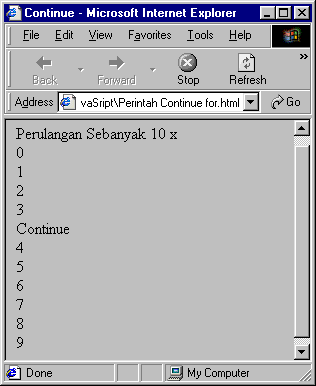 Continue - Microsoft Internet Explorer
File Edit View Favorites Tools Help
Back Forward Stop Refresh »
Address vaSript\Perintah Continue for.html Go
Perulangan Sebanyak 10 x
0
1
2
3
Continue
4
5
6
7
8
9
Done My Computer